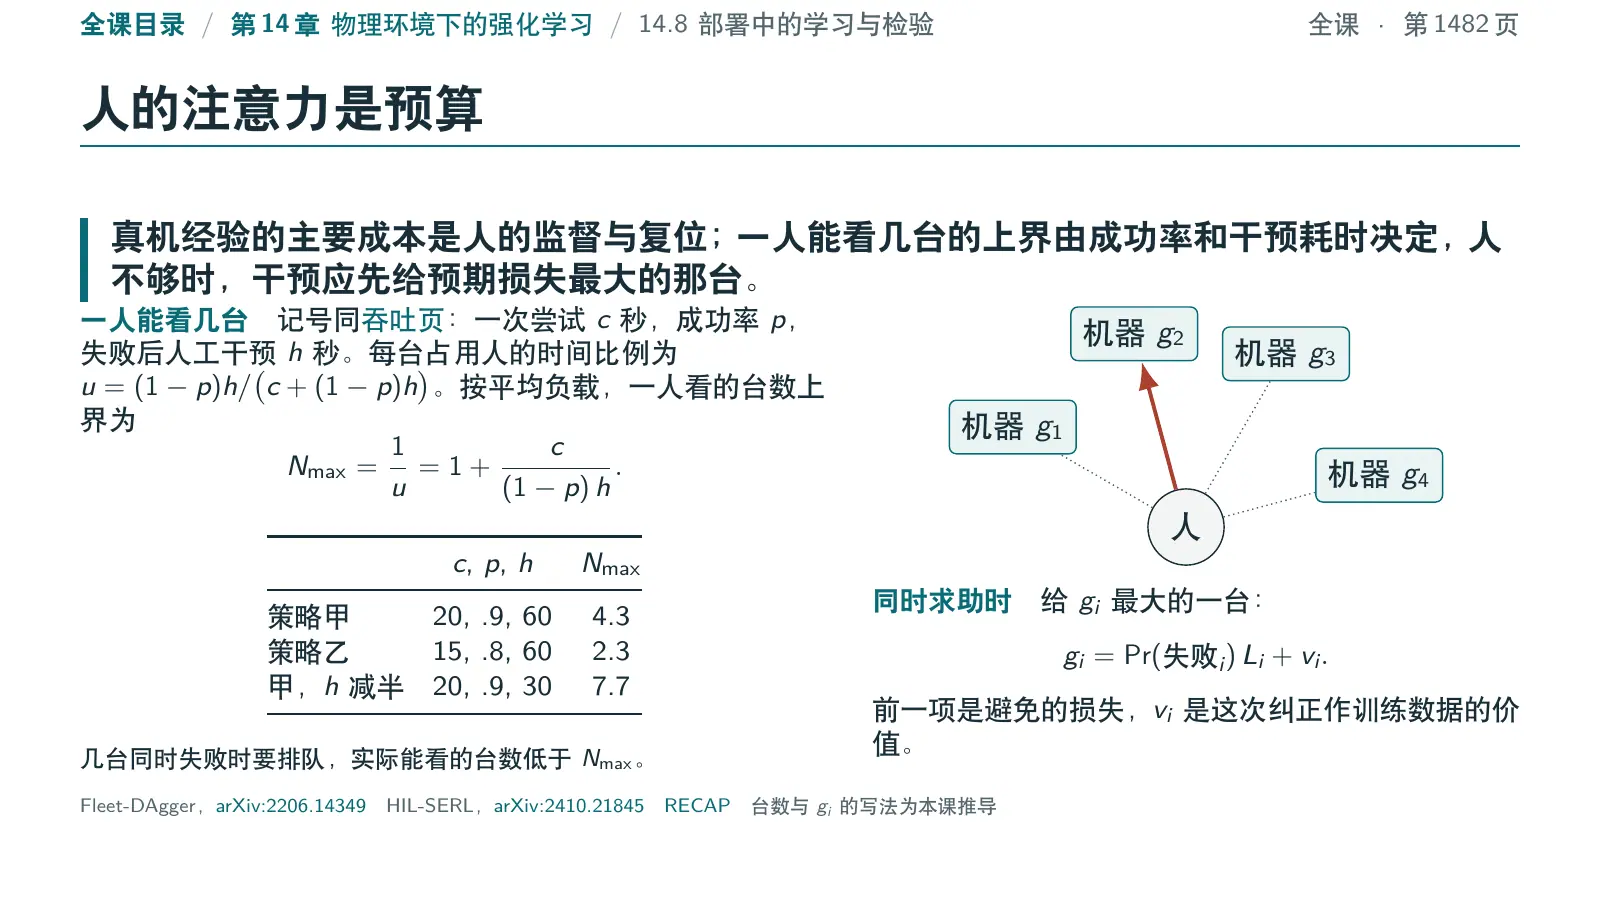 全课目录 / 第 14 章 物理环境下的强化学习 / 14.8 部署中的学习与检验
全课 · 第 1482 页
人的注意力是预算
真机经验的主要成本是人的监督与复位；一人能看几台的上界由成功率和干预耗时决定，人
不够时，干预应先给预期损失最大的那台。
一人能看几台 记号同吞吐页：一次尝试 c 秒，成功率 p，
失败后人工干预 h 秒。每台占用人的时间比例为
u = (1 − p)h/(c + (1 − p)h)。按平均负载，一人看的台数上
界为
N_max = 1/u = 1 + c/((1 − p) h).
c, p, h N_max
策略甲 20, .9, 60 4.3
策略乙 15, .8, 60 2.3
甲，h 减半 20, .9, 30 7.7
几台同时失败时要排队，实际能看的台数低于 N_max。
机器 g₂
机器 g₃
机器 g₁
机器 g₄
人
同时求助时 给 gᵢ 最大的一台：
gᵢ = Pr(失败ᵢ) Lᵢ + vᵢ.
前一项是避免的损失，vᵢ 是这次纠正作训练数据的价
值。
Fleet-DAgger，arXiv:2206.14349 HIL-SERL，arXiv:2410.21845 RECAP 台数与 gᵢ 的写法为本课推导